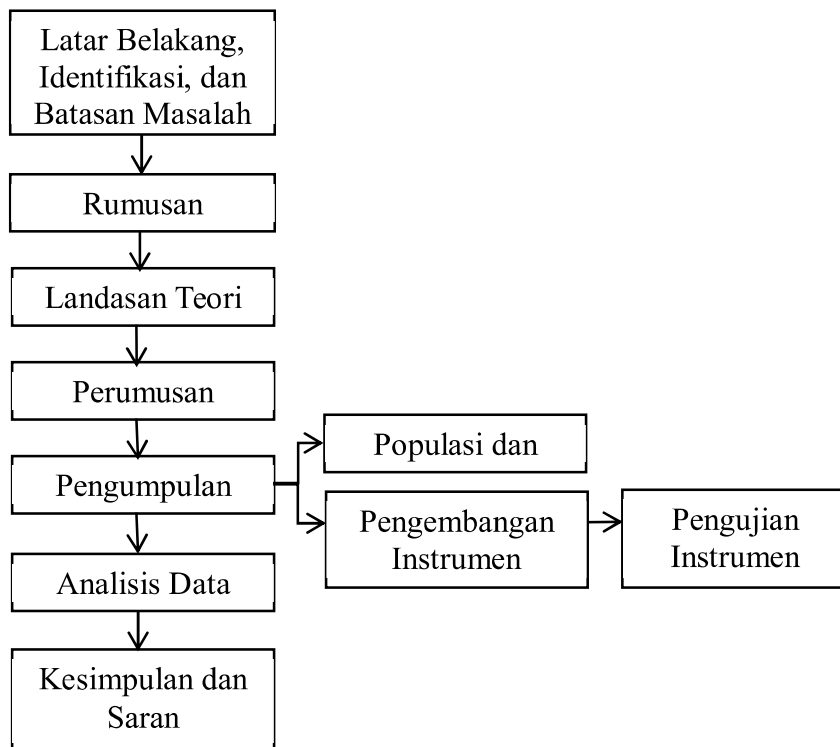 Latar Belakang,
Identifikasi, dan
Batasan Masalah
Rumusan
Landasan Teori
Perumusan
Pengumpulan
Populasi dan
Pengembangan
Instrumen
Pengujian
Instrumen
Analisis Data
Kesimpulan dan
Saran